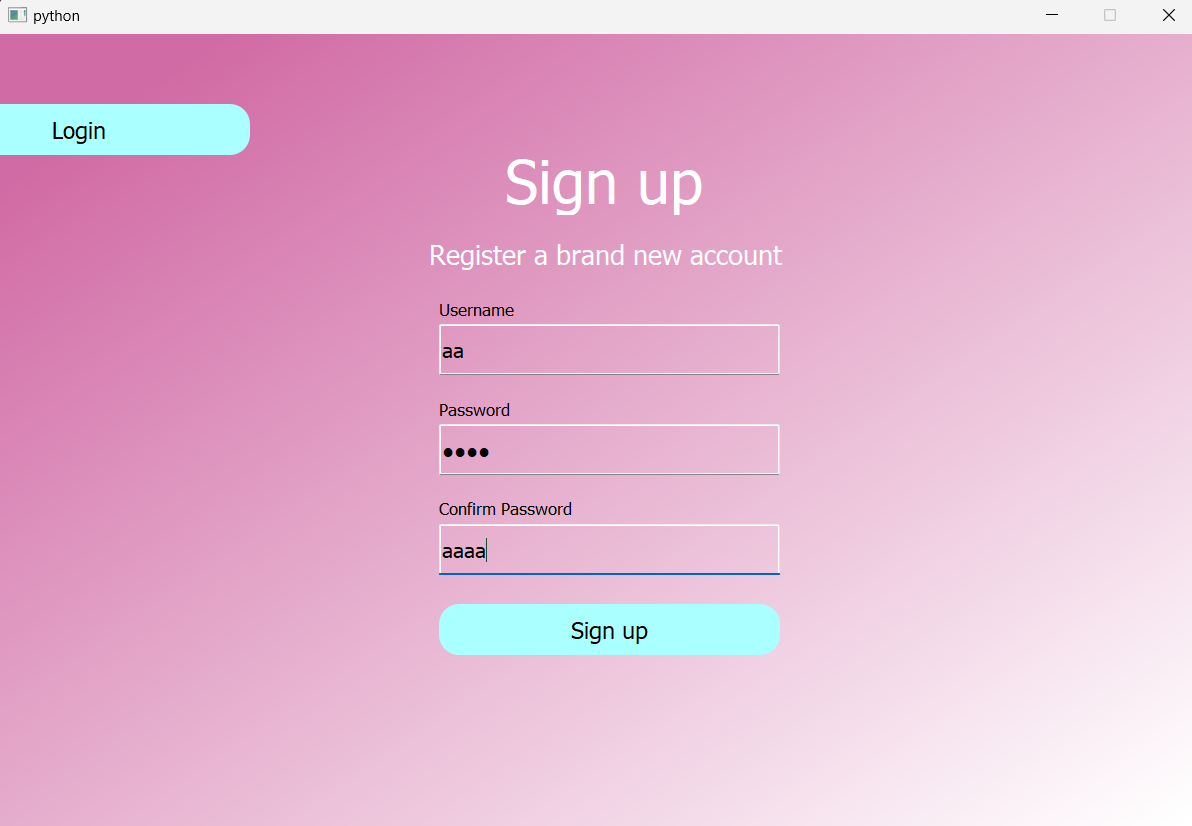 python
Login
Sign up
Register a brand new account
Username
aa
Password
●●●●
Confirm Password
aaaa
Sign up